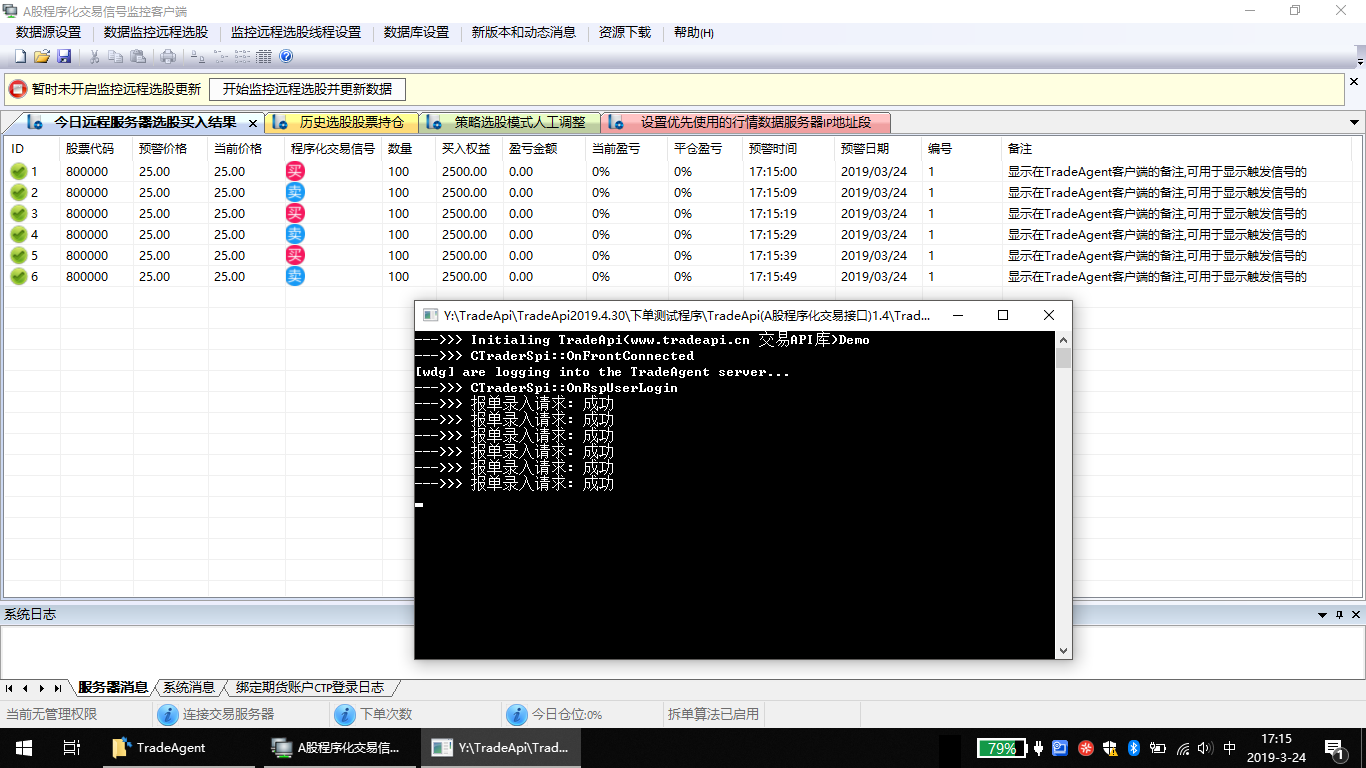 A股程序化交易信号监控客户端
数据源设置 数据监控远程选股 监控远程选股线程设置 数据库设置 新版本和动态消息 资源下载 帮助(H)
暂时未开启监控远程选股更新 开始监控远程选股并更新数据
今日远程服务器选股买入结果 历史选股股票持仓 策略选股模式人工调整 设置优先使用的行情数据服务器IP地址段
ID 股票代码 预警价格 当前价格 程序化交易信号 数量 买入权益 盈亏金额 当前盈亏 平仓盈亏 预警时间 预警日期 编号 备注
1 800000 25.00 25.00 买 100 2500.00 0.00 0% 0% 17:15:00 2019/03/24 1 显示在TradeAgent客户端的备注,可用于显示触发信号的
2 800000 25.00 25.00 卖 100 2500.00 0.00 0% 0% 17:15:09 2019/03/24 1 显示在TradeAgent客户端的备注,可用于显示触发信号的
3 800000 25.00 25.00 买 100 2500.00 0.00 0% 0% 17:15:19 2019/03/24 1 显示在TradeAgent客户端的备注,可用于显示触发信号的
4 800000 25.00 25.00 卖 100 2500.00 0.00 0% 0% 17:15:29 2019/03/24 1 显示在TradeAgent客户端的备注,可用于显示触发信号的
5 800000 25.00 25.00 买 100 2500.00 0.00 0% 0% 17:15:39 2019/03/24 1 显示在TradeAgent客户端的备注,可用于显示触发信号的
6 800000 25.00 25.00 卖 100 2500.00 0.00 0% 0% 17:15:49 2019/03/24 1 显示在TradeAgent客户端的备注,可用于显示触发信号的
Y:\TradeApi\TradeApi2019.4.30\下单测试程序\TradeApi(A股程序化交易接口)1.4\Trad...
--->>> Initialing TradeApi(www.tradeapi.cn 交易API库)Demo
--->>> CTraderSpi::OnFrontConnected
[wdg] are logging into the TradeAgent server...
--->>> CTraderSpi::OnRspUserLogin
--->>> 报单录入请求: 成功
--->>> 报单录入请求: 成功
--->>> 报单录入请求: 成功
--->>> 报单录入请求: 成功
--->>> 报单录入请求: 成功
--->>> 报单录入请求: 成功
系统日志
服务器消息 系统消息 绑定期货账户CTP登录日志
当前无管理权限 连接交易服务器 下单次数 今日仓位:0% 拆单算法已启用
TradeAgent A股程序化交易信... Y:\TradeApi\Trad... 79% 中 17:15
2019-3-24 1